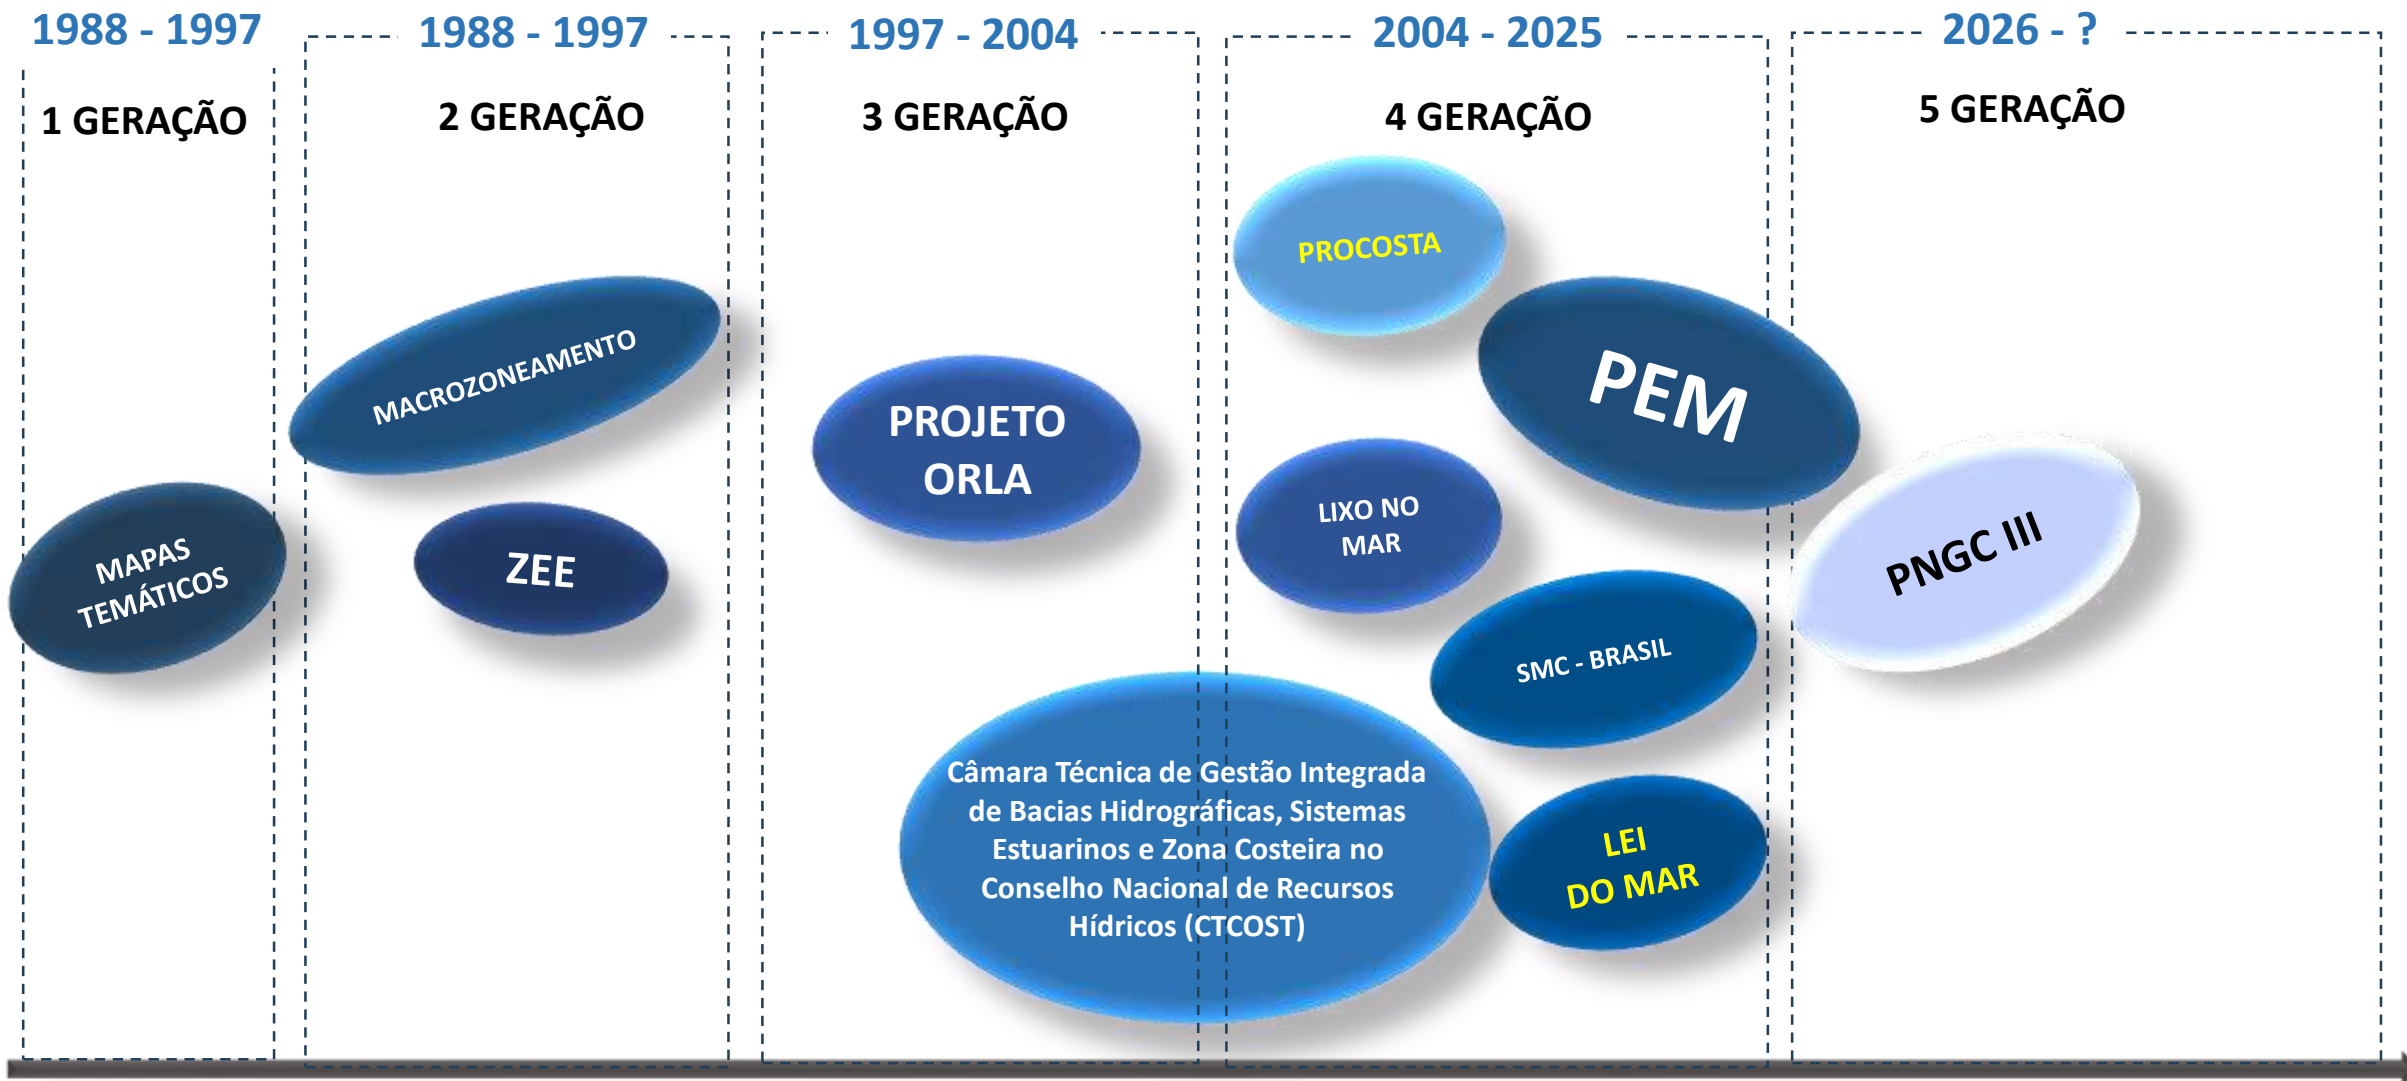 1988 - 1997
1 GERAÇÃO
MAPAS
TEMÁTICOS
1988 - 1997
2 GERAÇÃO
MACROZONEAMENTO
ZEE
1997 - 2004
3 GERAÇÃO
PROJETO
ORLA
Câmara Técnica de Gestão Integrada
de Bacias Hidrográficas, Sistemas
Estuarinos e Zona Costeira no
Conselho Nacional de Recursos
Hídricos (CTCOST)
2004 - 2025
4 GERAÇÃO
PROCOSTA
PEM
LIXO NO
MAR
SMC - BRASIL
LEI
DO MAR
2026 - ?
5 GERAÇÃO
PNGC III